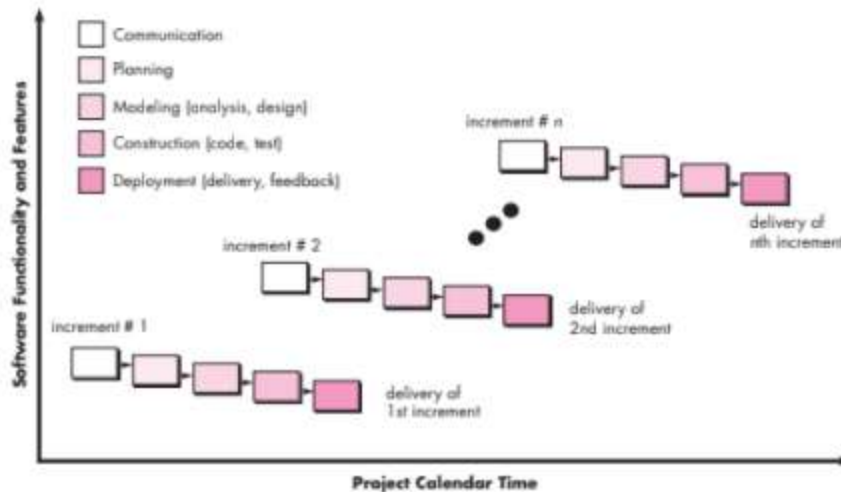 Software Functionality and Features
Communication
Planning
Modeling (analysis, design)
Construction (code, test)
Deployment (delivery, feedback)
increment # n
delivery of
nth increment
increment # 2
delivery of
2nd increment
increment # 1
delivery of
1st increment
Project Calendar Time